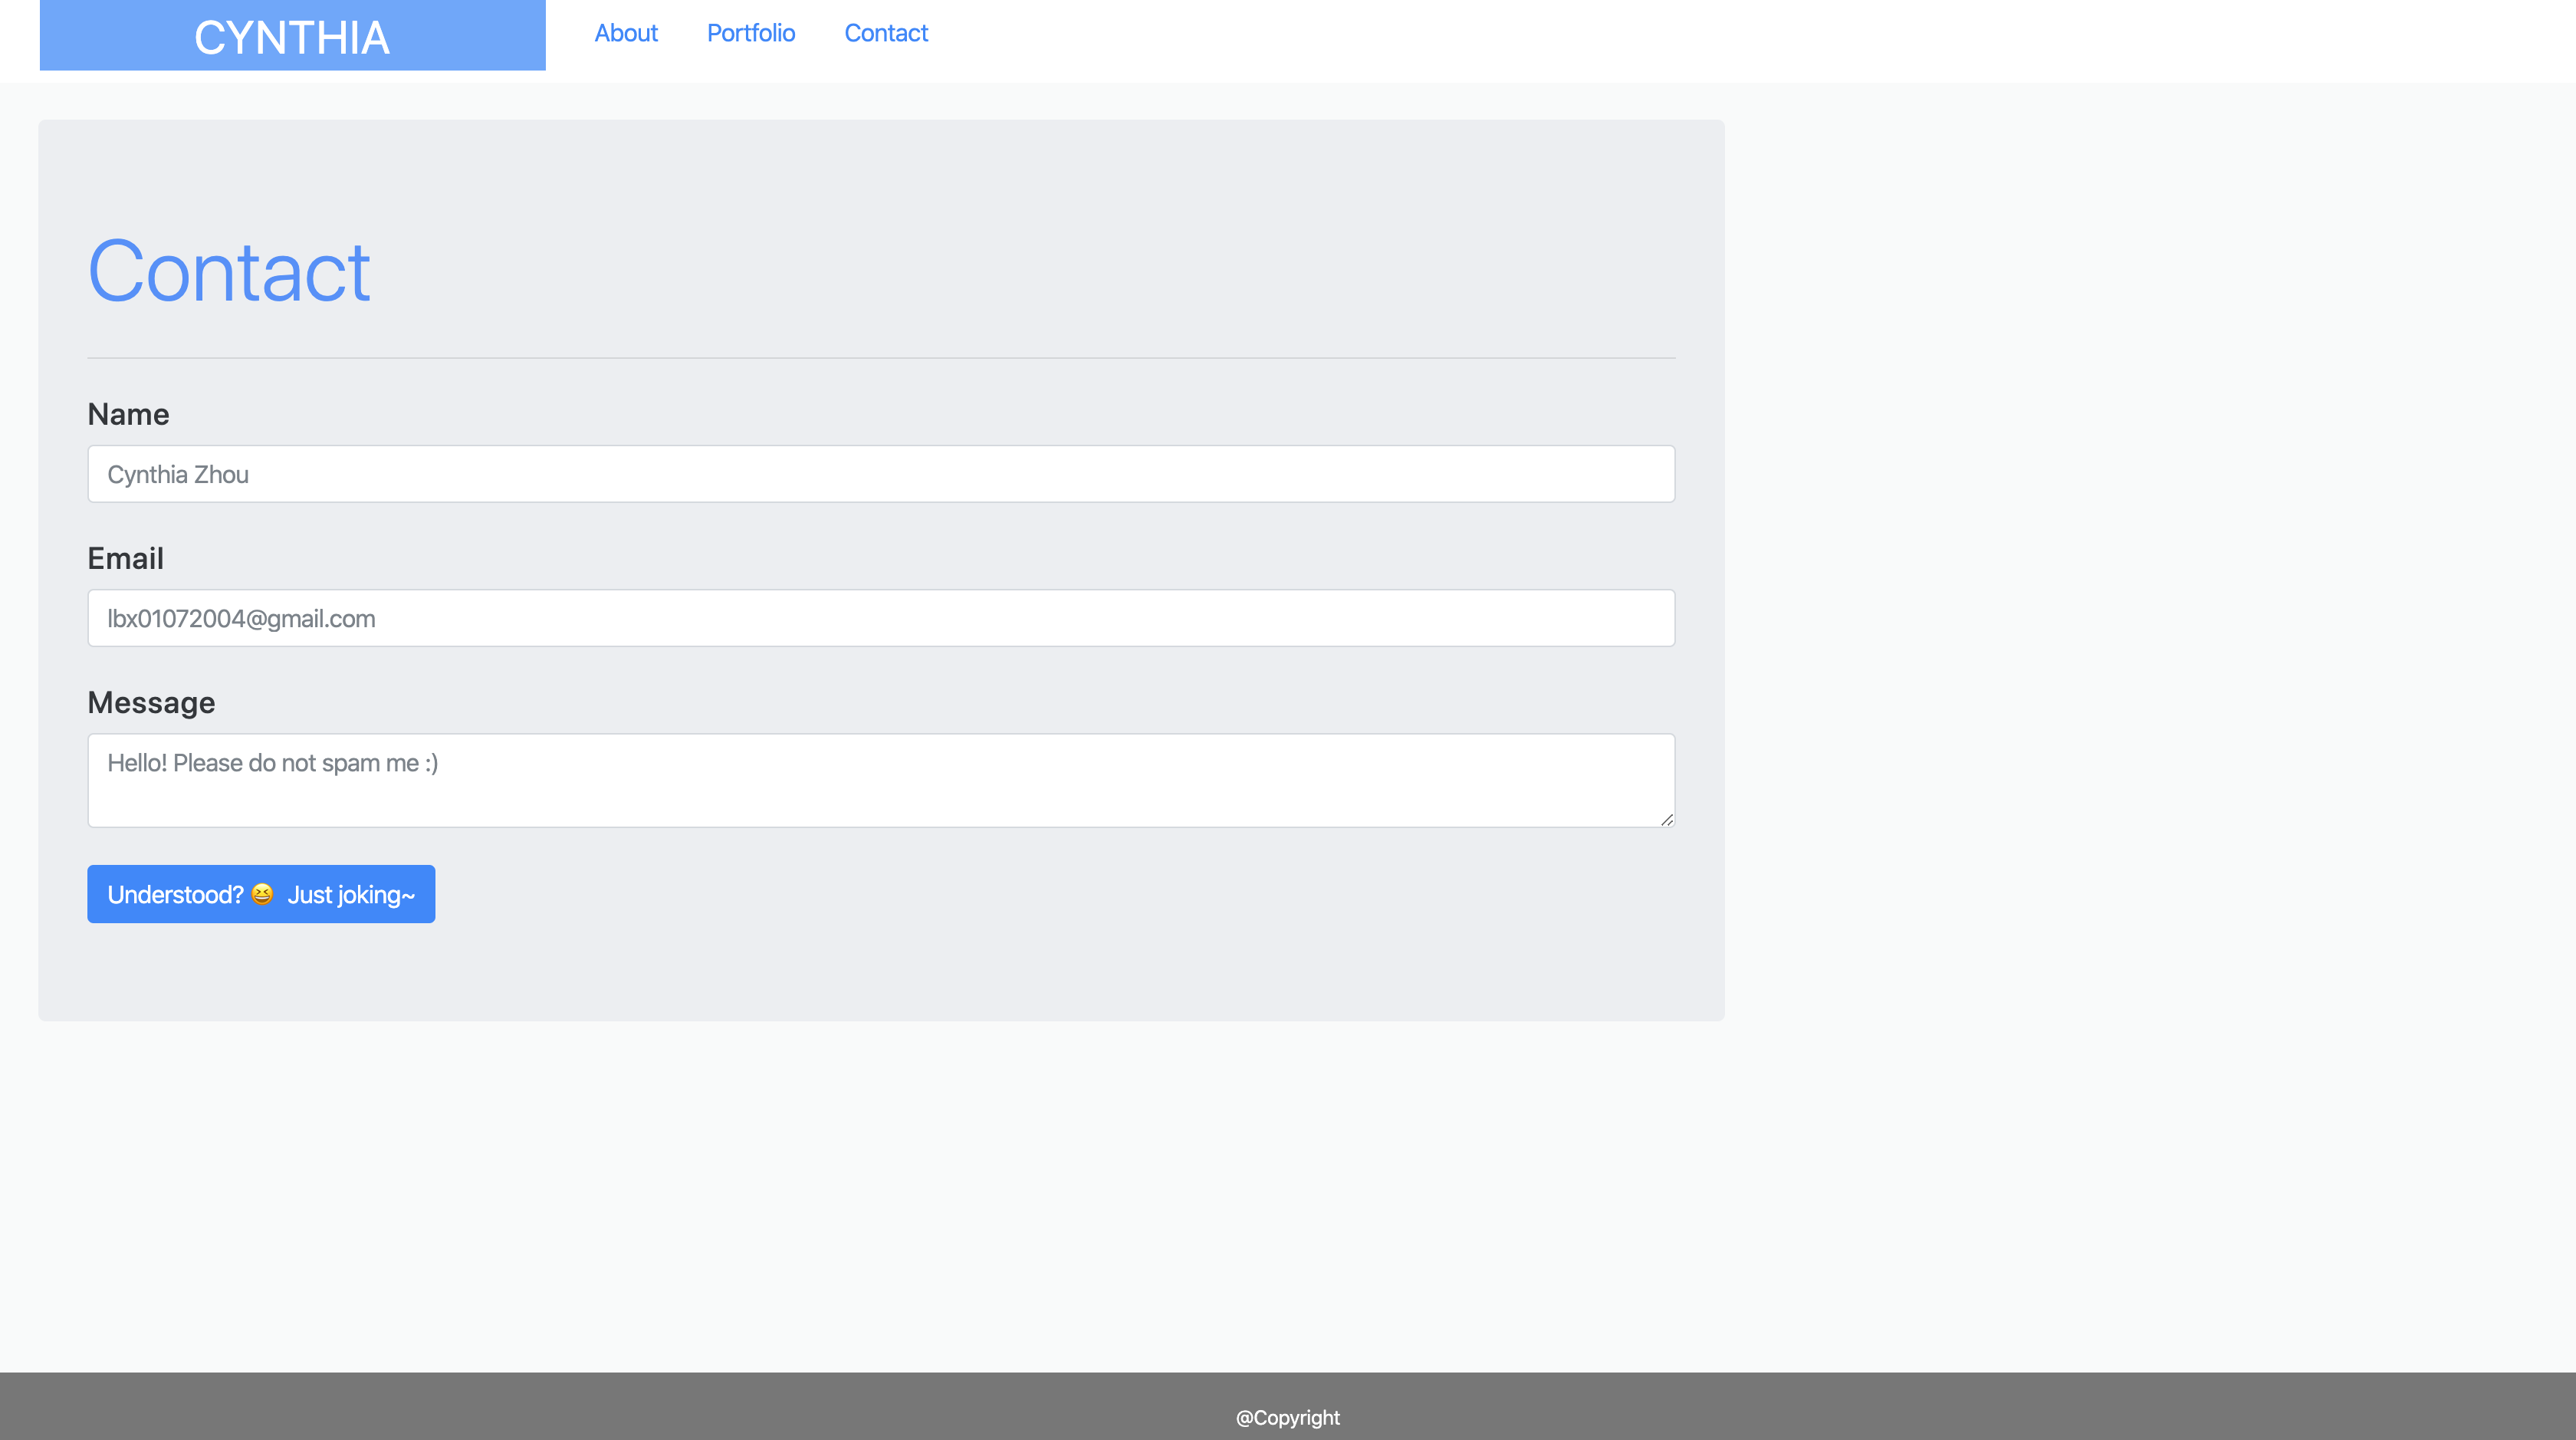 CYNTHIA
About Portfolio Contact
Contact
Name
Cynthia Zhou
Email
lbx01072004@gmail.com
Message
Hello! Please do not spam me :)
Understood? 😆 Just joking~
@Copyright